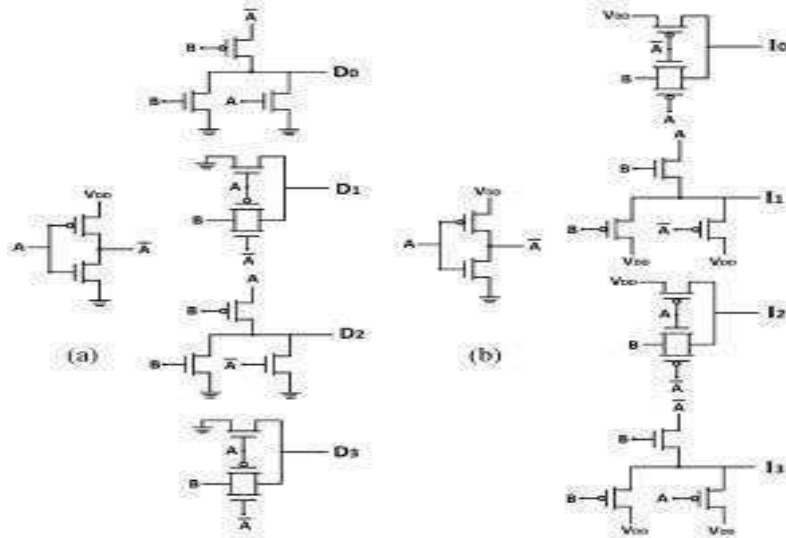 A̅
B
D0
B A
A
D1
B
A̅
VDD
A A̅
(a)
A
B
D2
B A̅
A
D3
B
A̅
VDD
I0
A̅
B
A
A
B
I1
B A̅
VDD VDD
VDD
A A̅
(b)
VDD
I2
A
B
A̅
A̅
B
I3
B A
VDD VDD